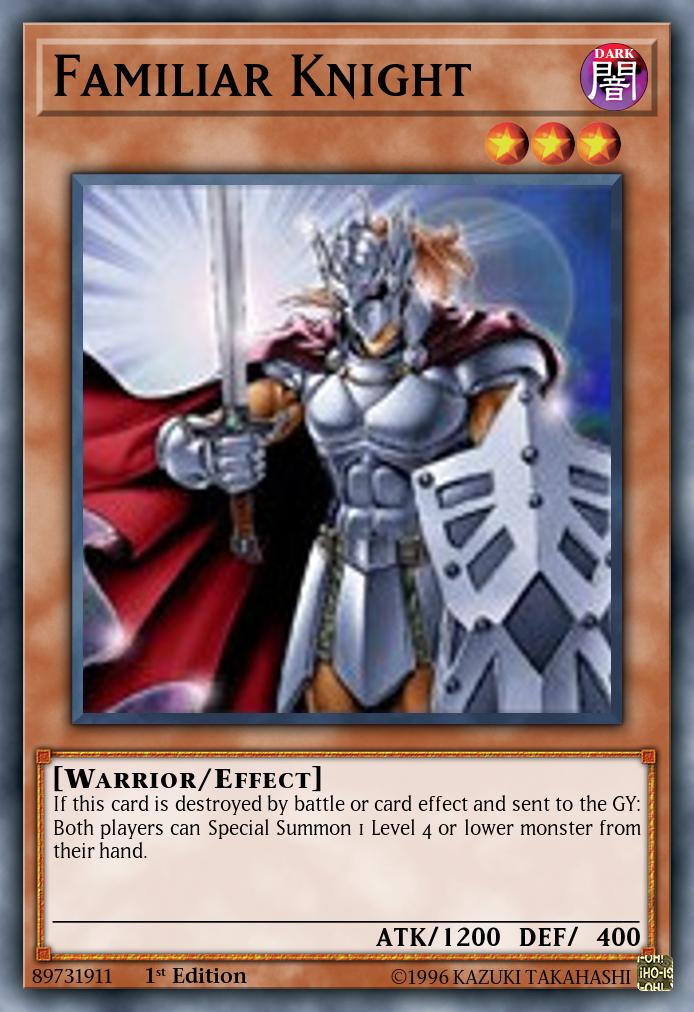 Familiar Knight
DARK
闇
[Warrior/Effect]
If this card is destroyed by battle or card effect and sent to the GY:
Both players can Special Summon 1 Level 4 or lower monster from
their hand.
ATK/1200 DEF/ 400
89731911 1st Edition ©1996 KAZUKI TAKAHASHI